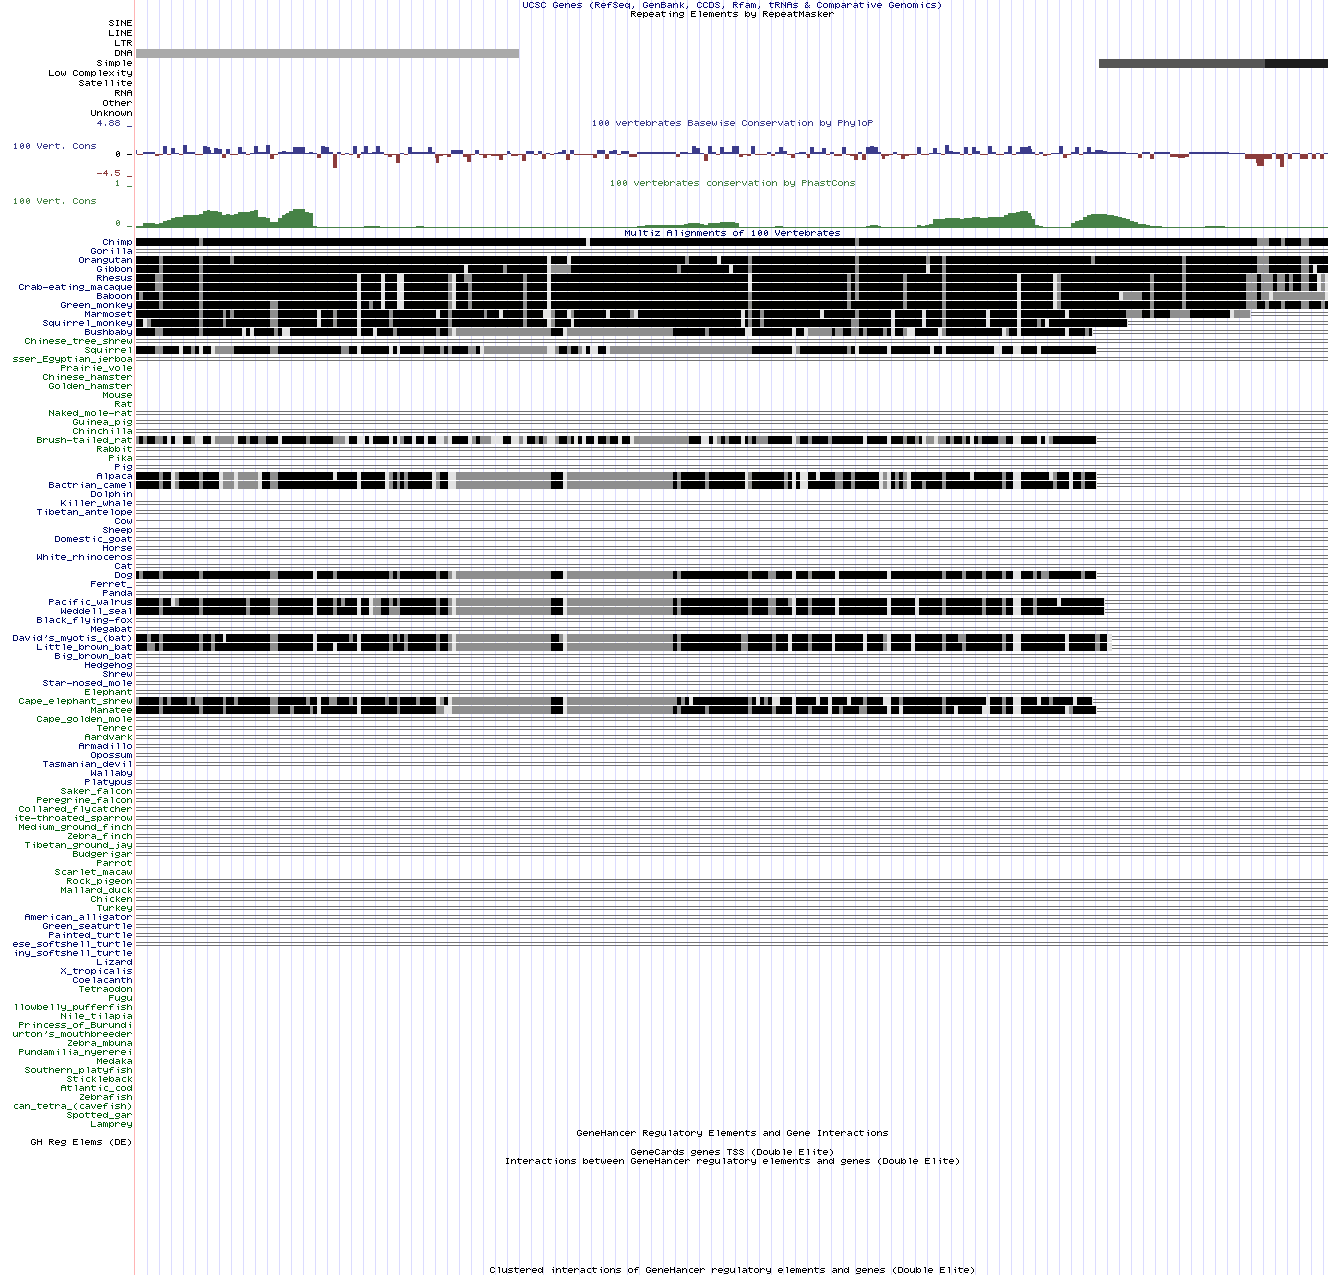 UCSC Genes (RefSeq, GenBank, CCDS, Rfam, tRNAs & Comparative Genomics)
Repeating Elements by RepeatMasker
SINE
LINE
LTR
DNA
Simple
Low Complexity
Satellite
RNA
Other
Unknown
4.88 _
100 vertebrates Basewise Conservation by PhyloP
100 Vert. Cons
0 -
-4.5 _
1 _
100 vertebrates conservation by PhastCons
100 Vert. Cons
0 _
Multiz Alignments of 100 Vertebrates
Chimp
Gorilla
Orangutan
Gibbon
Rhesus
Crab-eating_macaque
Baboon
Green_monkey
Marmoset
Squirrel_monkey
Bushbaby
Chinese_tree_shrew
Squirrel
sser_Egyptian_jerboa
Prairie_vole
Chinese_hamster
Golden_hamster
Mouse
Rat
Naked_mole-rat
Guinea_pig
Chinchilla
Brush-tailed_rat
Rabbit
Pika
Pig
Alpaca
Bactrian_camel
Dolphin
Killer_whale
Tibetan_antelope
Cow
Sheep
Domestic_goat
Horse
White_rhinoceros
Cat
Dog
Ferret_
Panda
Pacific_walrus
Weddell_seal
Black_flying-fox
Megabat
David's_myotis_(bat)
Little_brown_bat
Big_brown_bat
Hedgehog
Shrew
Star-nosed_mole
Elephant
Cape_elephant_shrew
Manatee
Cape_golden_mole
Tenrec
Aardvark
Armadillo
Opossum
Tasmanian_devil
Wallaby
Platypus
Saker_falcon
Peregrine_falcon
Collared_flycatcher
ite-throated_sparrow
Medium_ground_finch
Zebra_finch
Tibetan_ground_jay
Budgerigar
Parrot
Scarlet_macaw
Rock_pigeon
Mallard_duck
Chicken
Turkey
American_alligator
Green_seaturtle
Painted_turtle
ese_softshell_turtle
iny_softshell_turtle
Lizard
X_tropicalis
Coelacanth
Tetraodon
Fugu
llowbelly_pufferfish
Nile_tilapia
Princess_of_Burundi
urton's_mouthbreeder
Zebra_mbuna
Pundamilia_nyererei
Medaka
Southern_platyfish
Stickleback
Atlantic_cod
Zebrafish
can_tetra_(cavefish)
Spotted_gar
Lamprey
GeneHancer Regulatory Elements and Gene Interactions
GH Reg Elems (DE)
GeneCards genes TSS (Double Elite)
Interactions between GeneHancer regulatory elements and genes (Double Elite)
Clustered interactions of GeneHancer regulatory elements and genes (Double Elite)